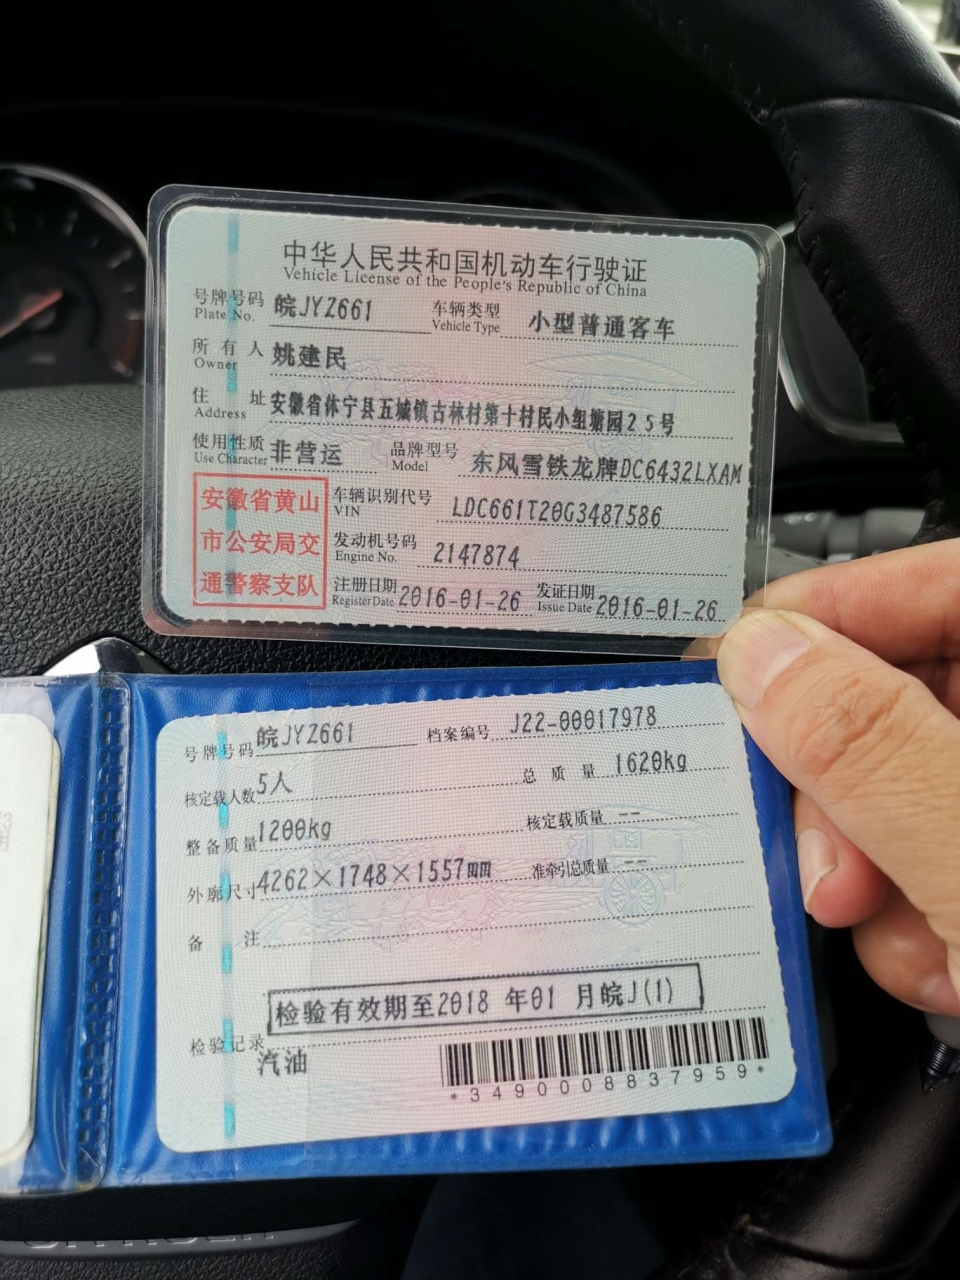 中华人民共和国机动车行驶证
Vehicle License of the People's Republic of China
号牌号码 皖JYZ661 车辆类型 小型普通客车
Plate No. Vehicle Type
所有人 姚建民
Owner
住址 安徽省休宁县五城镇古林村第十村民小组塘园25号
Address
使用性质 非营运 品牌型号 东风雪铁龙牌DC6432LXAM
Use Character Model
安徽省黄山
市公安局交
通警察支队
车辆识别代号 LDC661T20G3487586
VIN
发动机号码 2147874
Engine No.
注册日期 2016-01-26 发证日期 2016-01-26
Register Date Issue Date
号牌号码 皖JYZ661 档案编号 J22-00017978
核定载人数 5人 总质量 1620kg
整备质量 1200kg 核定载质量 --
外廓尺寸 4262×1748×1557mm 准牵引总质量 --
备注
检验有效期至2018 年01 月皖J(1)
检验记录
汽油
*3490008837959*